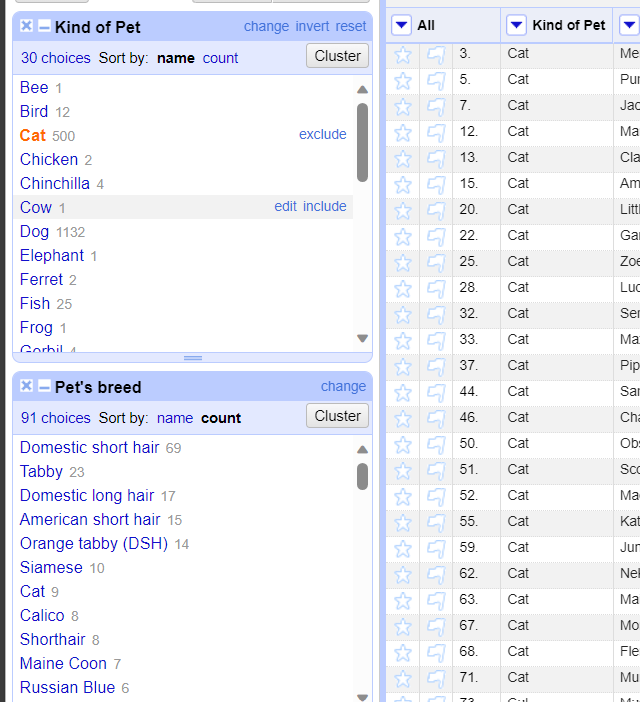 Kind of Pet change invert reset
30 choices Sort by: name count Cluster
Bee 1
Bird 12
Cat 500 exclude
Chicken 2
Chinchilla 4
Cow 1 edit include
Dog 1132
Elephant 1
Ferret 2
Fish 25
Frog 1
Gerbil 4
Pet's breed change
91 choices Sort by: name count Cluster
Domestic short hair 69
Tabby 23
Domestic long hair 17
American short hair 15
Orange tabby (DSH) 14
Siamese 10
Cat 9
Calico 8
Shorthair 8
Maine Coon 7
Russian Blue 6
All Kind of Pet
3. Cat Me
5. Cat Pur
7. Cat Jac
12. Cat Ma
13. Cat Cla
15. Cat Am
20. Cat Littl
22. Cat Gar
25. Cat Zoe
28. Cat Luc
32. Cat Ser
33. Cat Max
37. Cat Pip
44. Cat Sar
46. Cat Cha
50. Cat Obs
51. Cat Sco
52. Cat Mac
55. Cat Kat
59. Cat Jun
62. Cat Nel
63. Cat Mar
67. Cat Mo
68. Cat Fle
71. Cat Mu
73. Cat